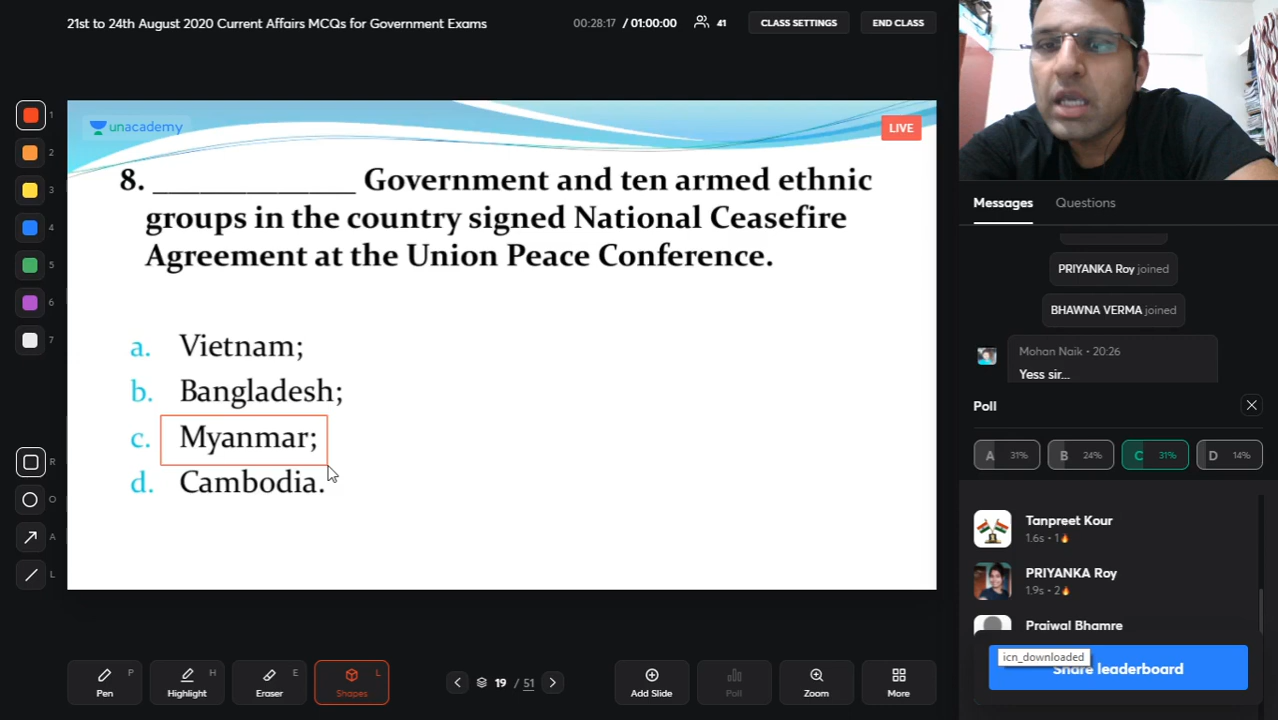 21st to 24th August 2020 Current Affairs MCQs for Government Exams
00:28:17 / 01:00:00
41
CLASS SETTINGS
END CLASS
1
2
3
4
5
6
7
R
O
A
L
unacademy
LIVE
8. ______________ Government and ten armed ethnic
groups in the country signed National Ceasefire
Agreement at the Union Peace Conference.
a. Vietnam;
b. Bangladesh;
c. Myanmar;
d. Cambodia.
Messages
Questions
PRIYANKA Roy joined
BHAWNA VERMA joined
Mohan Naik • 20:26
Yess sir...
Poll
A 31%
B 24%
C 31%
D 14%
Tanpreet Kour
1.6s • 1
PRIYANKA Roy
1.9s • 2
Prajwal Bhamre
icn_downloaded
Share leaderboard
P
Pen
H
Highlight
E
Eraser
L
Shapes
19 / 51
Add Slide
Poll
Zoom
More